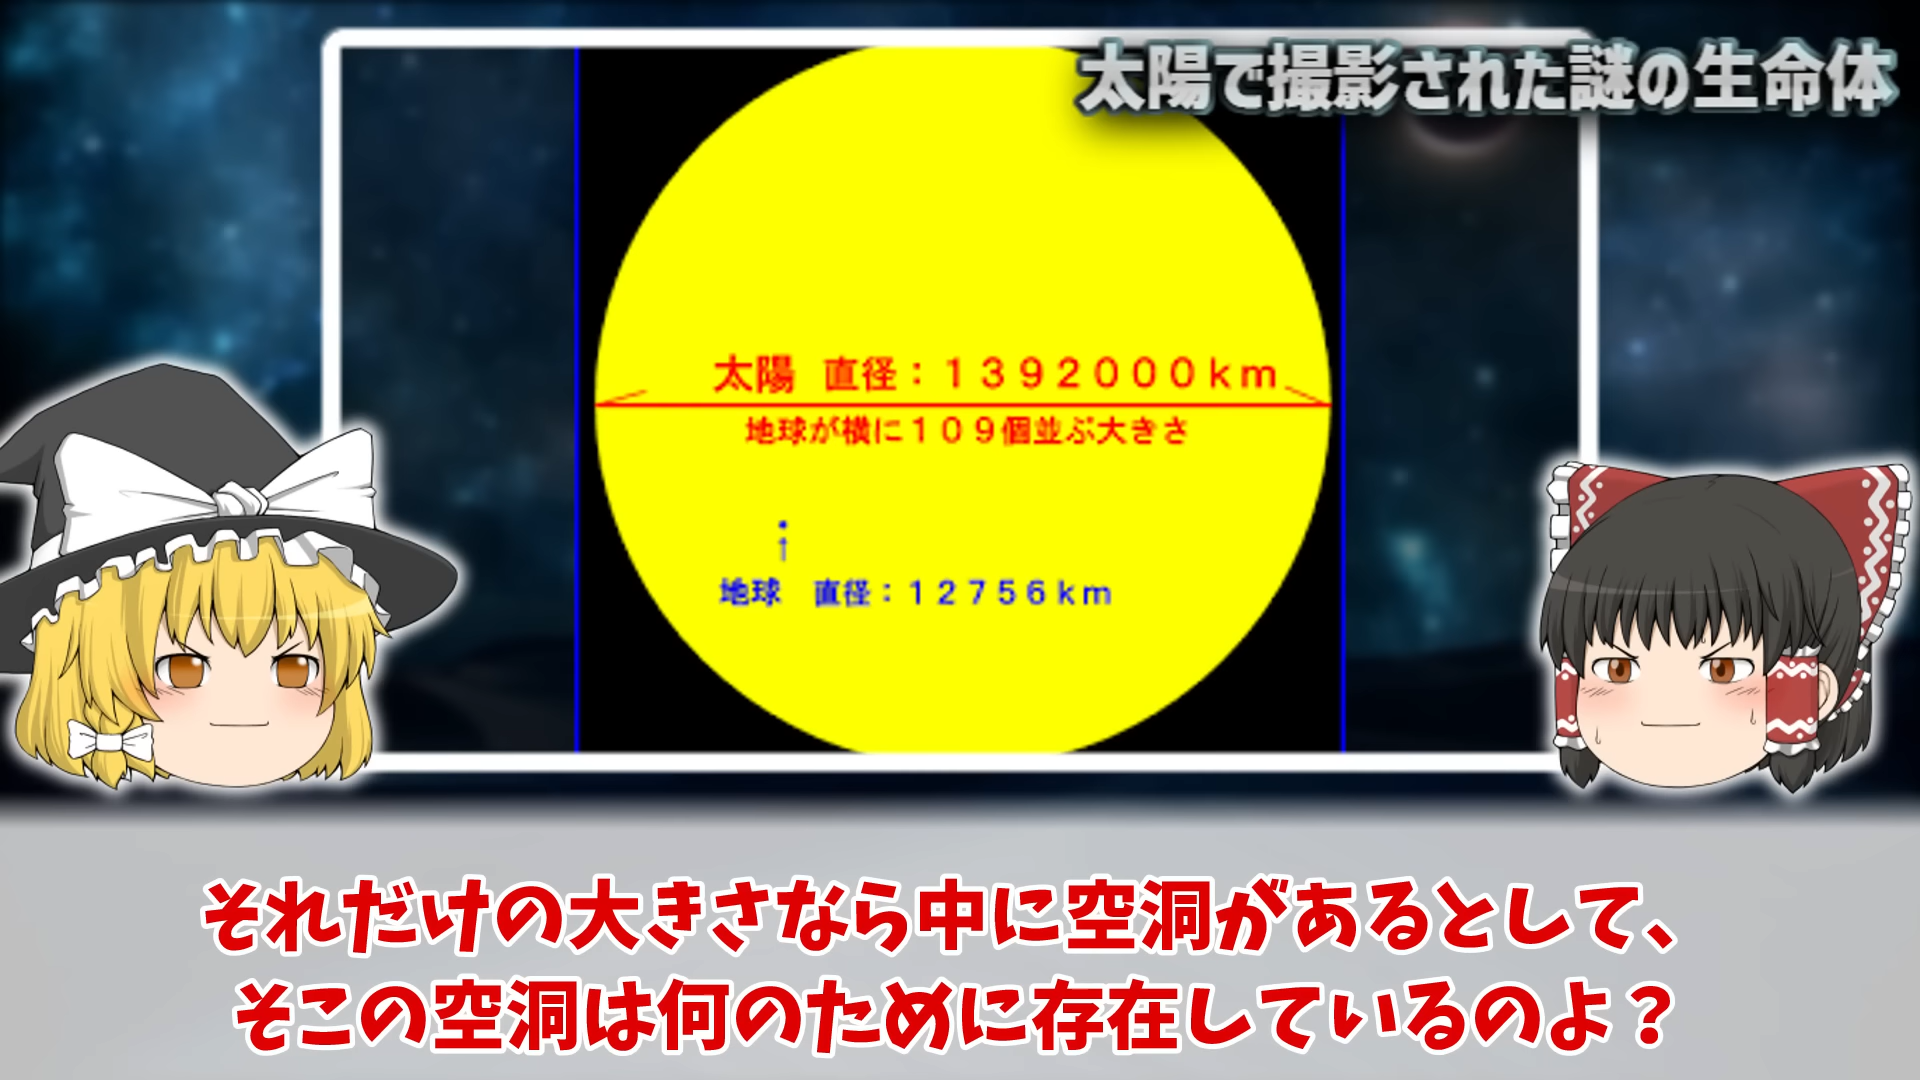 太陽で撮影された謎の生命体
太陽 直径：１３９２０００ｋｍ
地球が横に１０９個並ぶ大きさ
↑
地球 直径：１２７５６ｋｍ
それだけの大きさなら中に空洞があるとして、
そこの空洞は何のために存在しているのよ？